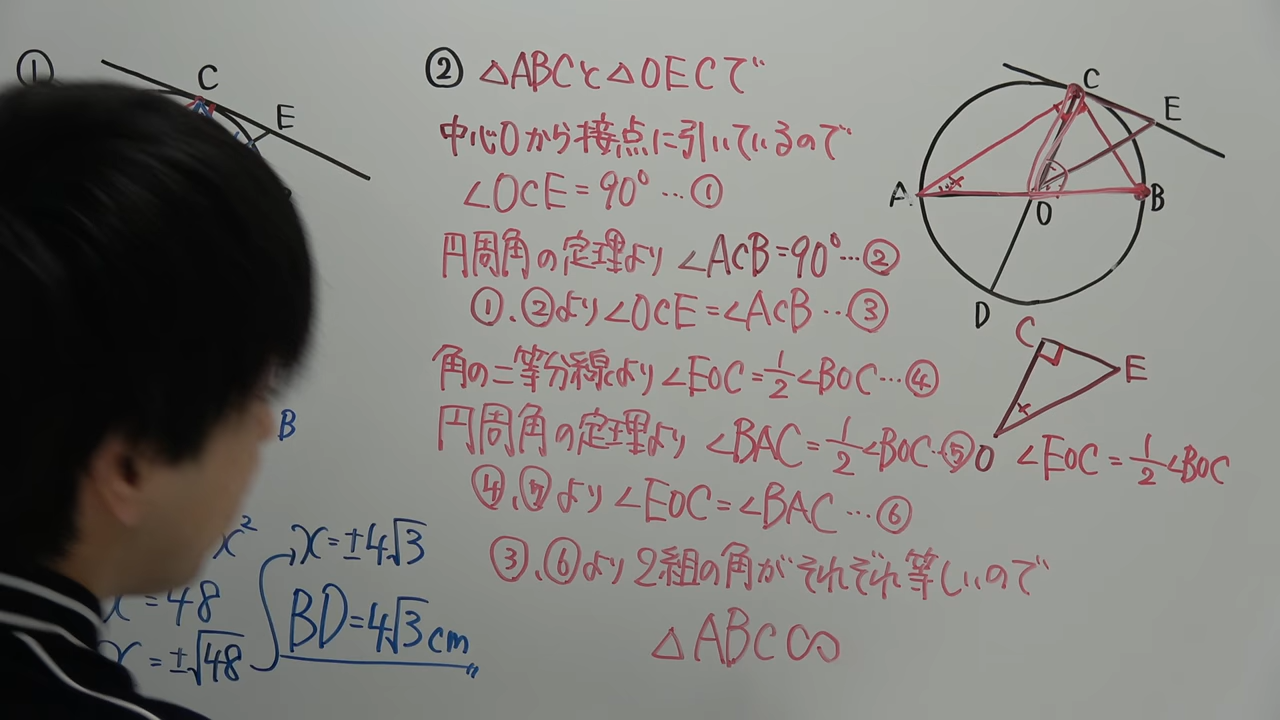 ①
C
E
B
x²
x=±4√3
x=48
BD=4√3cm
x=±√48
② △ABCと△OECで
中心Oから接点に引いているので
∠OCE=90°…①
円周角の定理より ∠ACB=90°…②
①、②より∠OCE=∠ACB…③
角の二等分線より∠EOC=1/2∠BOC…④
円周角の定理より ∠BAC=1/2∠BOC…⑤
④、⑤より∠EOC=∠BAC…⑥
③、⑥より2組の角がそれぞれ等しいので
△ABC∽
C
E
A
O
B
D
C
E
O
∠EOC=1/2∠BOC